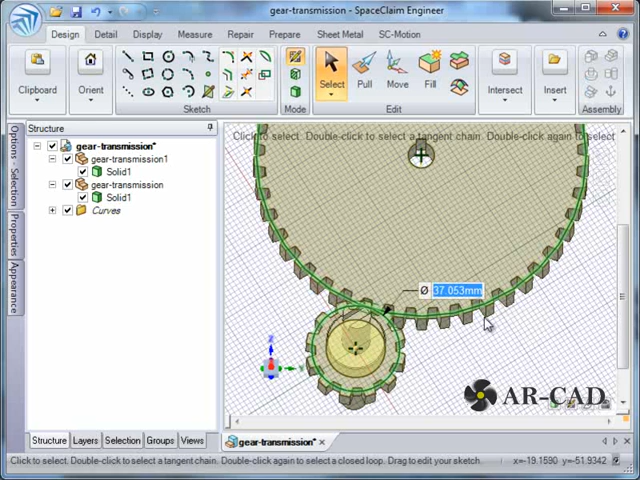 gear-transmission* - SpaceClaim Engineer
Design Detail Display Measure Repair Prepare Sheet Metal SC-Motion
Clipboard
Orient
Sketch
Mode
Select
Pull
Move
Fill
Edit
Intersect
Insert
Assembly
Options - Selection
Properties
Appearance
Structure
gear-transmission*
gear-transmission1
Solid1
gear-transmission
Solid1
Curves
Click to select. Double-click to select a tangent chain. Double-click again to select
Ø 37.053mm
Z
Y
AR-CAD
Structure Layers Selection Groups Views
gear-transmission*
Click to select. Double-click to select a tangent chain. Double-click again to select a closed loop. Drag to edit your sketch.
x=-19.1590 y=-51.9342